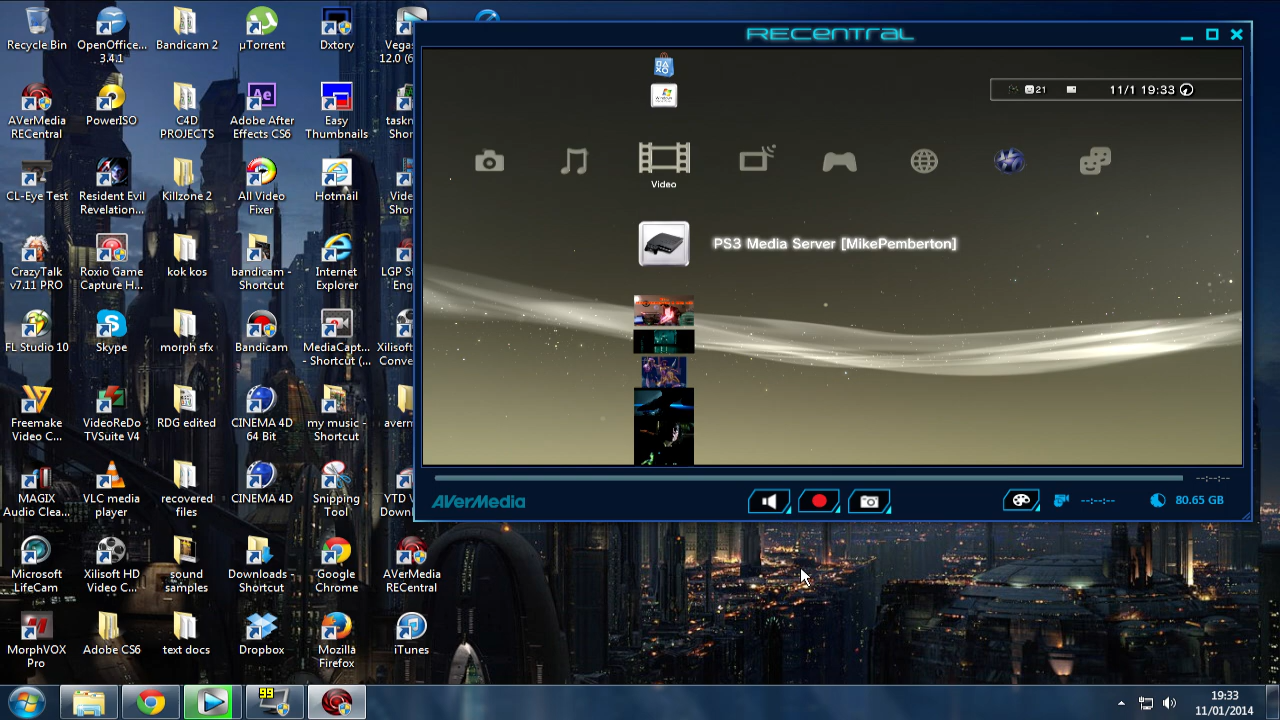 Recycle Bin
OpenOffice... 3.4.1
Bandicam 2
µTorrent
Dxtory
Vegas
12.0 (6
AVerMedia RECentral
PowerISO
C4D PROJECTS
Adobe After Effects CS6
Easy Thumbnails
taskn
Shor
CL-Eye Test
Resident Evil Revelation...
Killzone 2
All Video Fixer
Hotmail
Vide
Shor
CrazyTalk v7.11 PRO
Roxio Game Capture H...
kok kos
bandicam - Shortcut
Internet Explorer
LGP St
Eng
FL Studio 10
Skype
morph sfx
Bandicam
MediaCapt... - Shortcut (...
Xilisoft
Conve
Freemake Video C...
VideoReDo TVSuite V4
RDG edited
CINEMA 4D 64 Bit
my music - Shortcut
avern
MAGIX Audio Clea...
VLC media player
recovered files
CINEMA 4D
Snipping Tool
YTD V
Downl
Microsoft LifeCam
Xilisoft HD Video C...
sound samples
Downloads - Shortcut
Google Chrome
AVerMedia RECentral
MorphVOX Pro
Adobe CS6
text docs
Dropbox
Mozilla Firefox
iTunes
RECENTRAL
21
11/1 19:33
Video
PS3 Media Server [MikePemberton]
--:--:--
AVerMedia
--:--:--
80.65 GB
99
19:33
11/01/2014